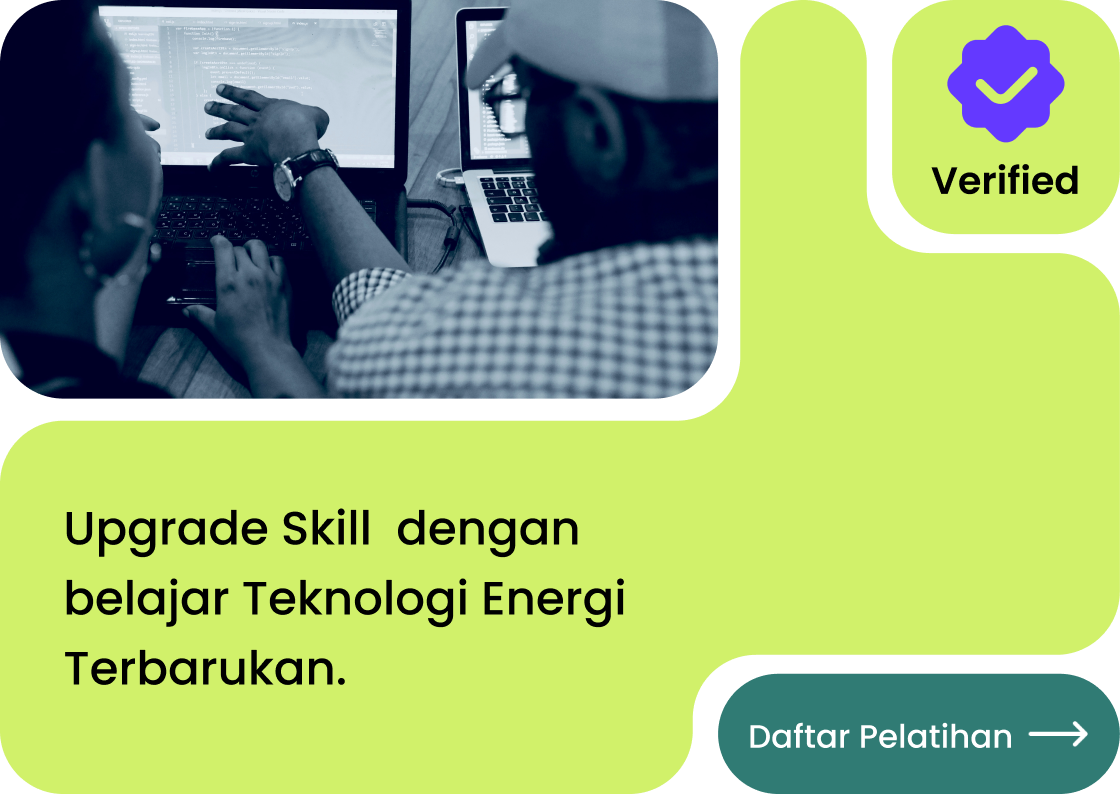 Verified
Upgrade Skill  dengan
belajar Teknologi Energi
Terbarukan.
Daftar Pelatihan